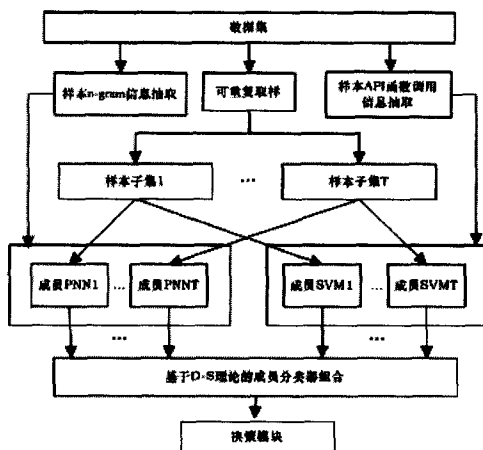 数据集
样本n-gram信息抽取
可重复取样
样本API函数调用
信息抽取
样本子集1
...
样本子集T
成员PNN1
...
成员PNNT
成员SVM1
...
成员SVMT
...
...
基于D-S理论的成员分类器组合
决策模块